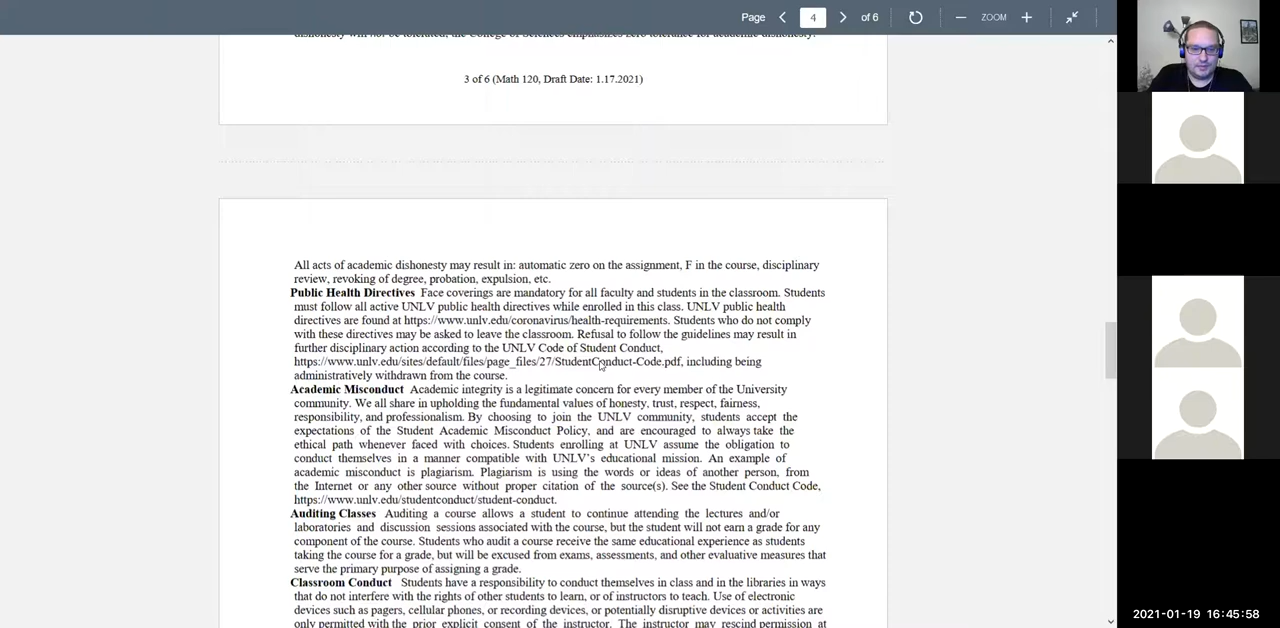 Page 4 of 6 ZOOM
dishonesty will not be tolerated, the College of Sciences emphasizes zero tolerance for academic dishonesty.
3 of 6 (Math 120, Draft Date: 1.17.2021)
All acts of academic dishonesty may result in: automatic zero on the assignment, F in the course, disciplinary
review, revoking of degree, probation, expulsion, etc.
Public Health Directives Face coverings are mandatory for all faculty and students in the classroom. Students
must follow all active UNLV public health directives while enrolled in this class. UNLV public health
directives are found at https://www.unlv.edu/coronavirus/health-requirements. Students who do not comply
with these directives may be asked to leave the classroom. Refusal to follow the guidelines may result in
further disciplinary action according to the UNLV Code of Student Conduct,
https://www.unlv.edu/sites/default/files/page_files/27/StudentConduct-Code.pdf, including being
administratively withdrawn from the course.
Academic Misconduct Academic integrity is a legitimate concern for every member of the University
community. We all share in upholding the fundamental values of honesty, trust, respect, fairness,
responsibility, and professionalism. By choosing to join the UNLV community, students accept the
expectations of the Student Academic Misconduct Policy, and are encouraged to always take the
ethical path whenever faced with choices. Students enrolling at UNLV assume the obligation to
conduct themselves in a manner compatible with UNLV's educational mission. An example of
academic misconduct is plagiarism. Plagiarism is using the words or ideas of another person, from
the Internet or any other source without proper citation of the source(s). See the Student Conduct Code,
https://www.unlv.edu/studentconduct/student-conduct.
Auditing Classes Auditing a course allows a student to continue attending the lectures and/or
laboratories and discussion sessions associated with the course, but the student will not earn a grade for any
component of the course. Students who audit a course receive the same educational experience as students
taking the course for a grade, but will be excused from exams, assessments, and other evaluative measures that
serve the primary purpose of assigning a grade.
Classroom Conduct Students have a responsibility to conduct themselves in class and in the libraries in ways
that do not interfere with the rights of other students to learn, or of instructors to teach. Use of electronic
devices such as pagers, cellular phones, or recording devices, or potentially disruptive devices or activities are
only permitted with the prior explicit consent of the instructor. The instructor may rescind permission at
2021-01-19 16:45:58